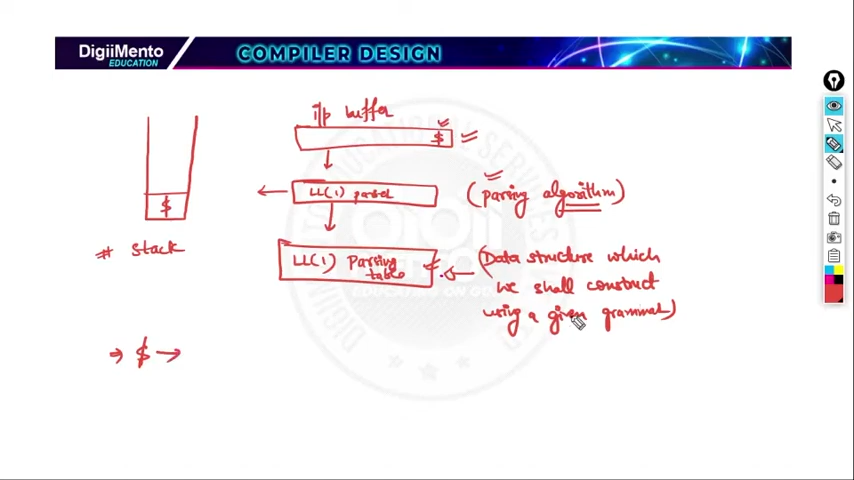 DigiiMento
EDUCATION
COMPILER DESIGN
i/p buffer
$
LL(1) parser
(parsing algorithm)
$
# stack
LL(1) Parsing
table
(Data structure which
we shall construct
using a given grammar)
⇒ $ →